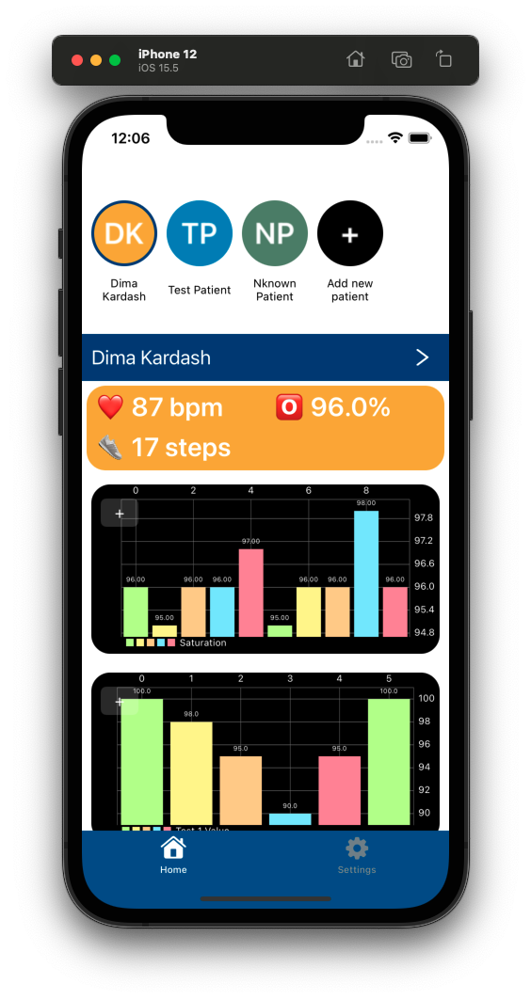 iPhone 12
iOS 15.5
12:06
DK TP NP +
Dima Kardash
Test Patient
Nknown Patient
Add new patient
Dima Kardash
87 bpm
O 96.0%
17 steps
0 2 4 6 8
+
98.00
97.00
96.00 96.00 96.00 96.00 96.00 96.00
95.00 95.00
97.8
97.2
96.6
96.0
95.4
94.8
Saturation
0 1 2 3 4 5
+
100.0 98.0 95.0 90.0 95.0 100.0
100
98
96
94
92
90
Test 1 Value
Home
Settings